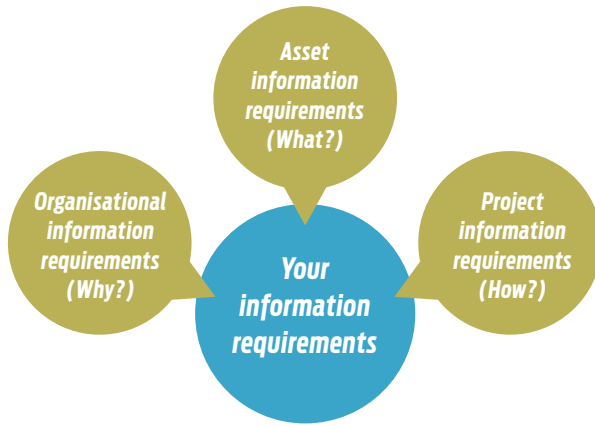 Asset
information
requirements
(What?)
Organisational
information
requirements
(Why?)
Project
information
requirements
(How?)
Your
information
requirements